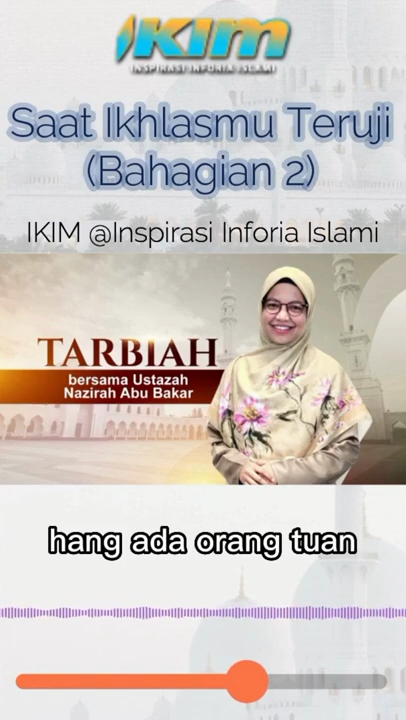 IKIM
INSPIRASI INFORIA ISLAMI
Saat Ikhlasmu Teruji
(Bahagian 2)
IKIM @Inspirasi Inforia Islami
TARBIAH
bersama Ustazah
Nazirah Abu Bakar
hang ada orang tuan